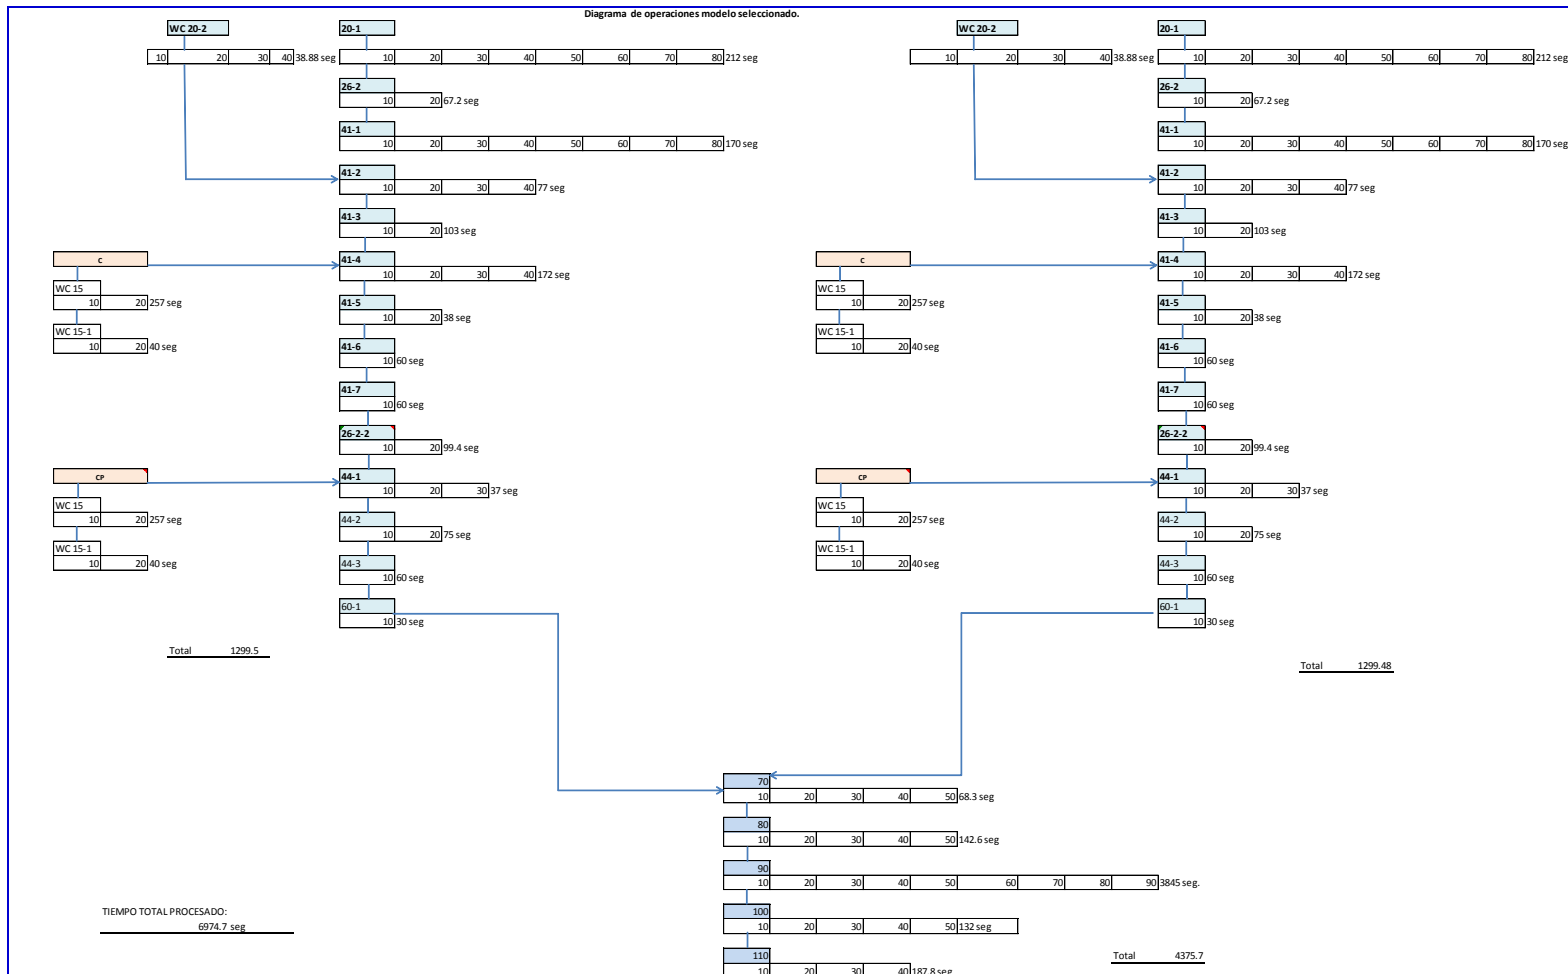 Diagrama de operaciones modelo seleccionado.
WC 20-2 20-1 WC 20-2 20-1
10 20 30 40 38.88 seg 10 20 30 40 50 60 70 80 212 seg 10 20 30 40 38.88 seg 10 20 30 40 50 60 70 80 212 seg
26-2 26-2
10 20 67.2 seg 10 20 67.2 seg
41-1 41-1
10 20 30 40 50 60 70 80 170 seg 10 20 30 40 50 60 70 80 170 seg
41-2 41-2
10 20 30 40 77 seg 10 20 30 40 77 seg
41-3 41-3
10 20 103 seg 10 20 103 seg
C 41-4 C 41-4
10 20 30 40 172 seg 10 20 30 40 172 seg
WC 15 WC 15
10 20 257 seg 41-5 10 20 257 seg 41-5
10 20 38 seg 10 20 38 seg
WC 15-1 WC 15-1
10 20 40 seg 41-6 10 20 40 seg 41-6
10 60 seg 10 60 seg
41-7 41-7
10 60 seg 10 60 seg
26-2-2 26-2-2
10 20 99.4 seg 10 20 99.4 seg
CP 44-1 CP 44-1
10 20 30 37 seg 10 20 30 37 seg
WC 15 WC 15
10 20 257 seg 44-2 10 20 257 seg 44-2
10 20 75 seg 10 20 75 seg
WC 15-1 WC 15-1
10 20 40 seg 44-3 10 20 40 seg 44-3
10 60 seg 10 60 seg
60-1 60-1
10 30 seg 10 30 seg
Total 1299.5
Total 1299.48
70
10 20 30 40 50 68.3 seg
80
10 20 30 40 50 142.6 seg
90
10 20 30 40 50 60 70 80 90 3845 seg.
TIEMPO TOTAL PROCESADO: 100
6974.7 seg 10 20 30 40 50 132 seg
110 Total 4375.7
10 20 30 40 187.8 seg